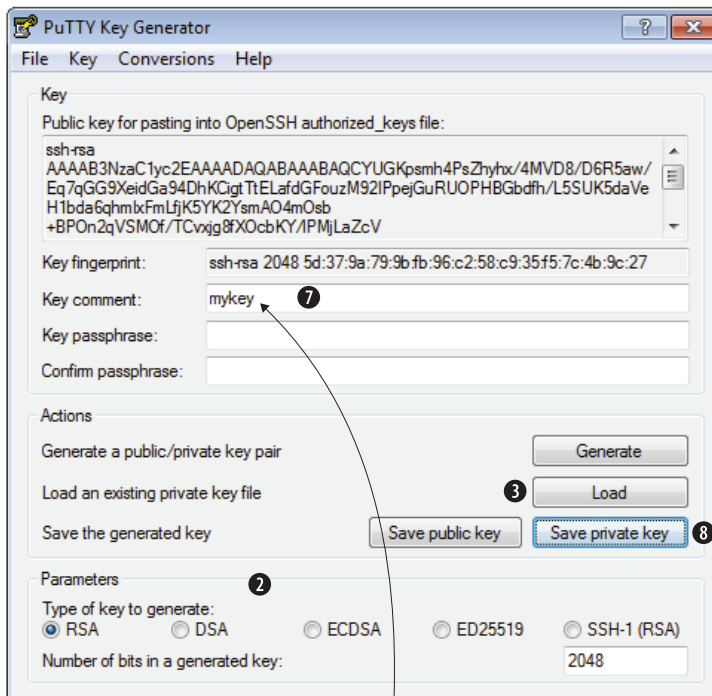 PuTTY Key Generator
File Key Conversions Help
Key
Public key for pasting into OpenSSH authorized_keys file:
ssh-rsa
AAAAB3NzaC1yc2EAAAADAQABAAABAQCYUGKpsmh4PsZhyhx/4MVD8/D6R5aw/
Eq7qGG9XeidGa94DhKCigtTtELafdGFouzM92IPpejGuRUOPHBGbdfh/L5SUK5daVe
H1bda6qhmlxFmLfjK5YK2YsmAO4mOsb
+BPOn2qVSMOf/TCvxjg8fXOcbKY/IPMjLaZcV
Key fingerprint: ssh-rsa 2048 5d:37:9a:79:9b:fb:96:c2:58:c9:35:f5:7c:4b:9c:27
Key comment: mykey 7
Key passphrase:
Confirm passphrase:
Actions
Generate a public/private key pair Generate
Load an existing private key file 3 Load
Save the generated key Save public key Save private key 8
Parameters 2
Type of key to generate:
RSA DSA ECDSA ED25519 SSH-1 (RSA)
Number of bits in a generated key: 2048